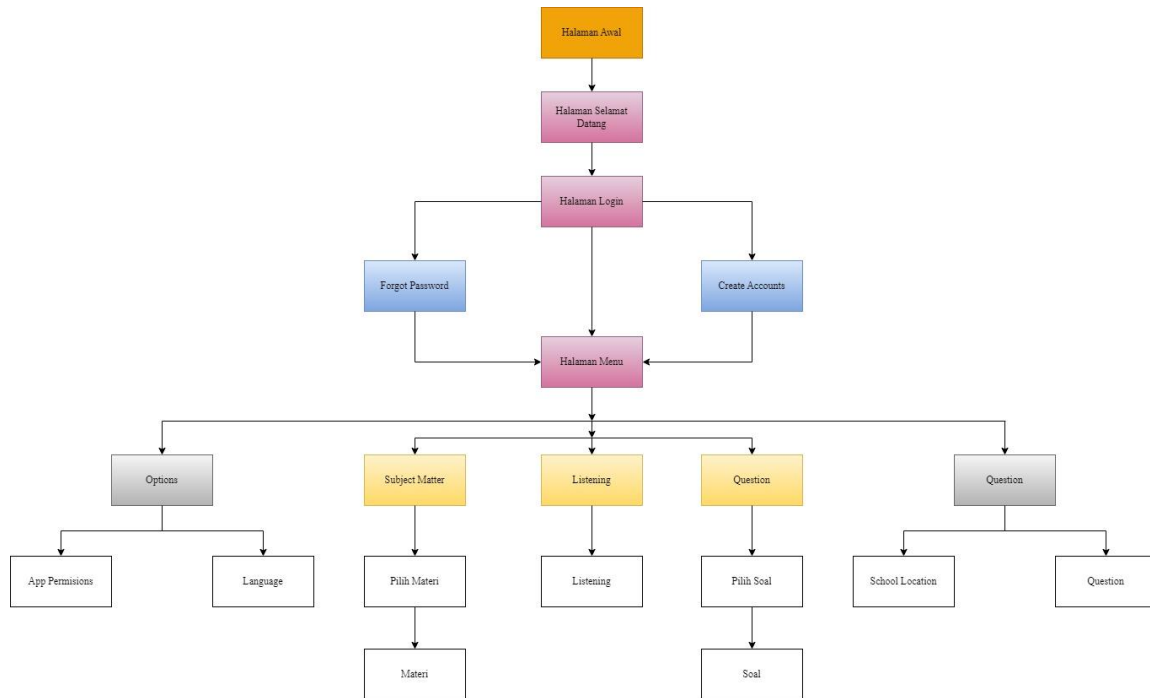 Halaman Awal
Halaman Selamat
Datang
Halaman Login
Forgot Password
Create Accounts
Halaman Menu
Options
Subject Matter
Listening
Question
Question
App Permisions
Language
Pilih Materi
Listening
Pilih Soal
School Location
Question
Materi
Soal